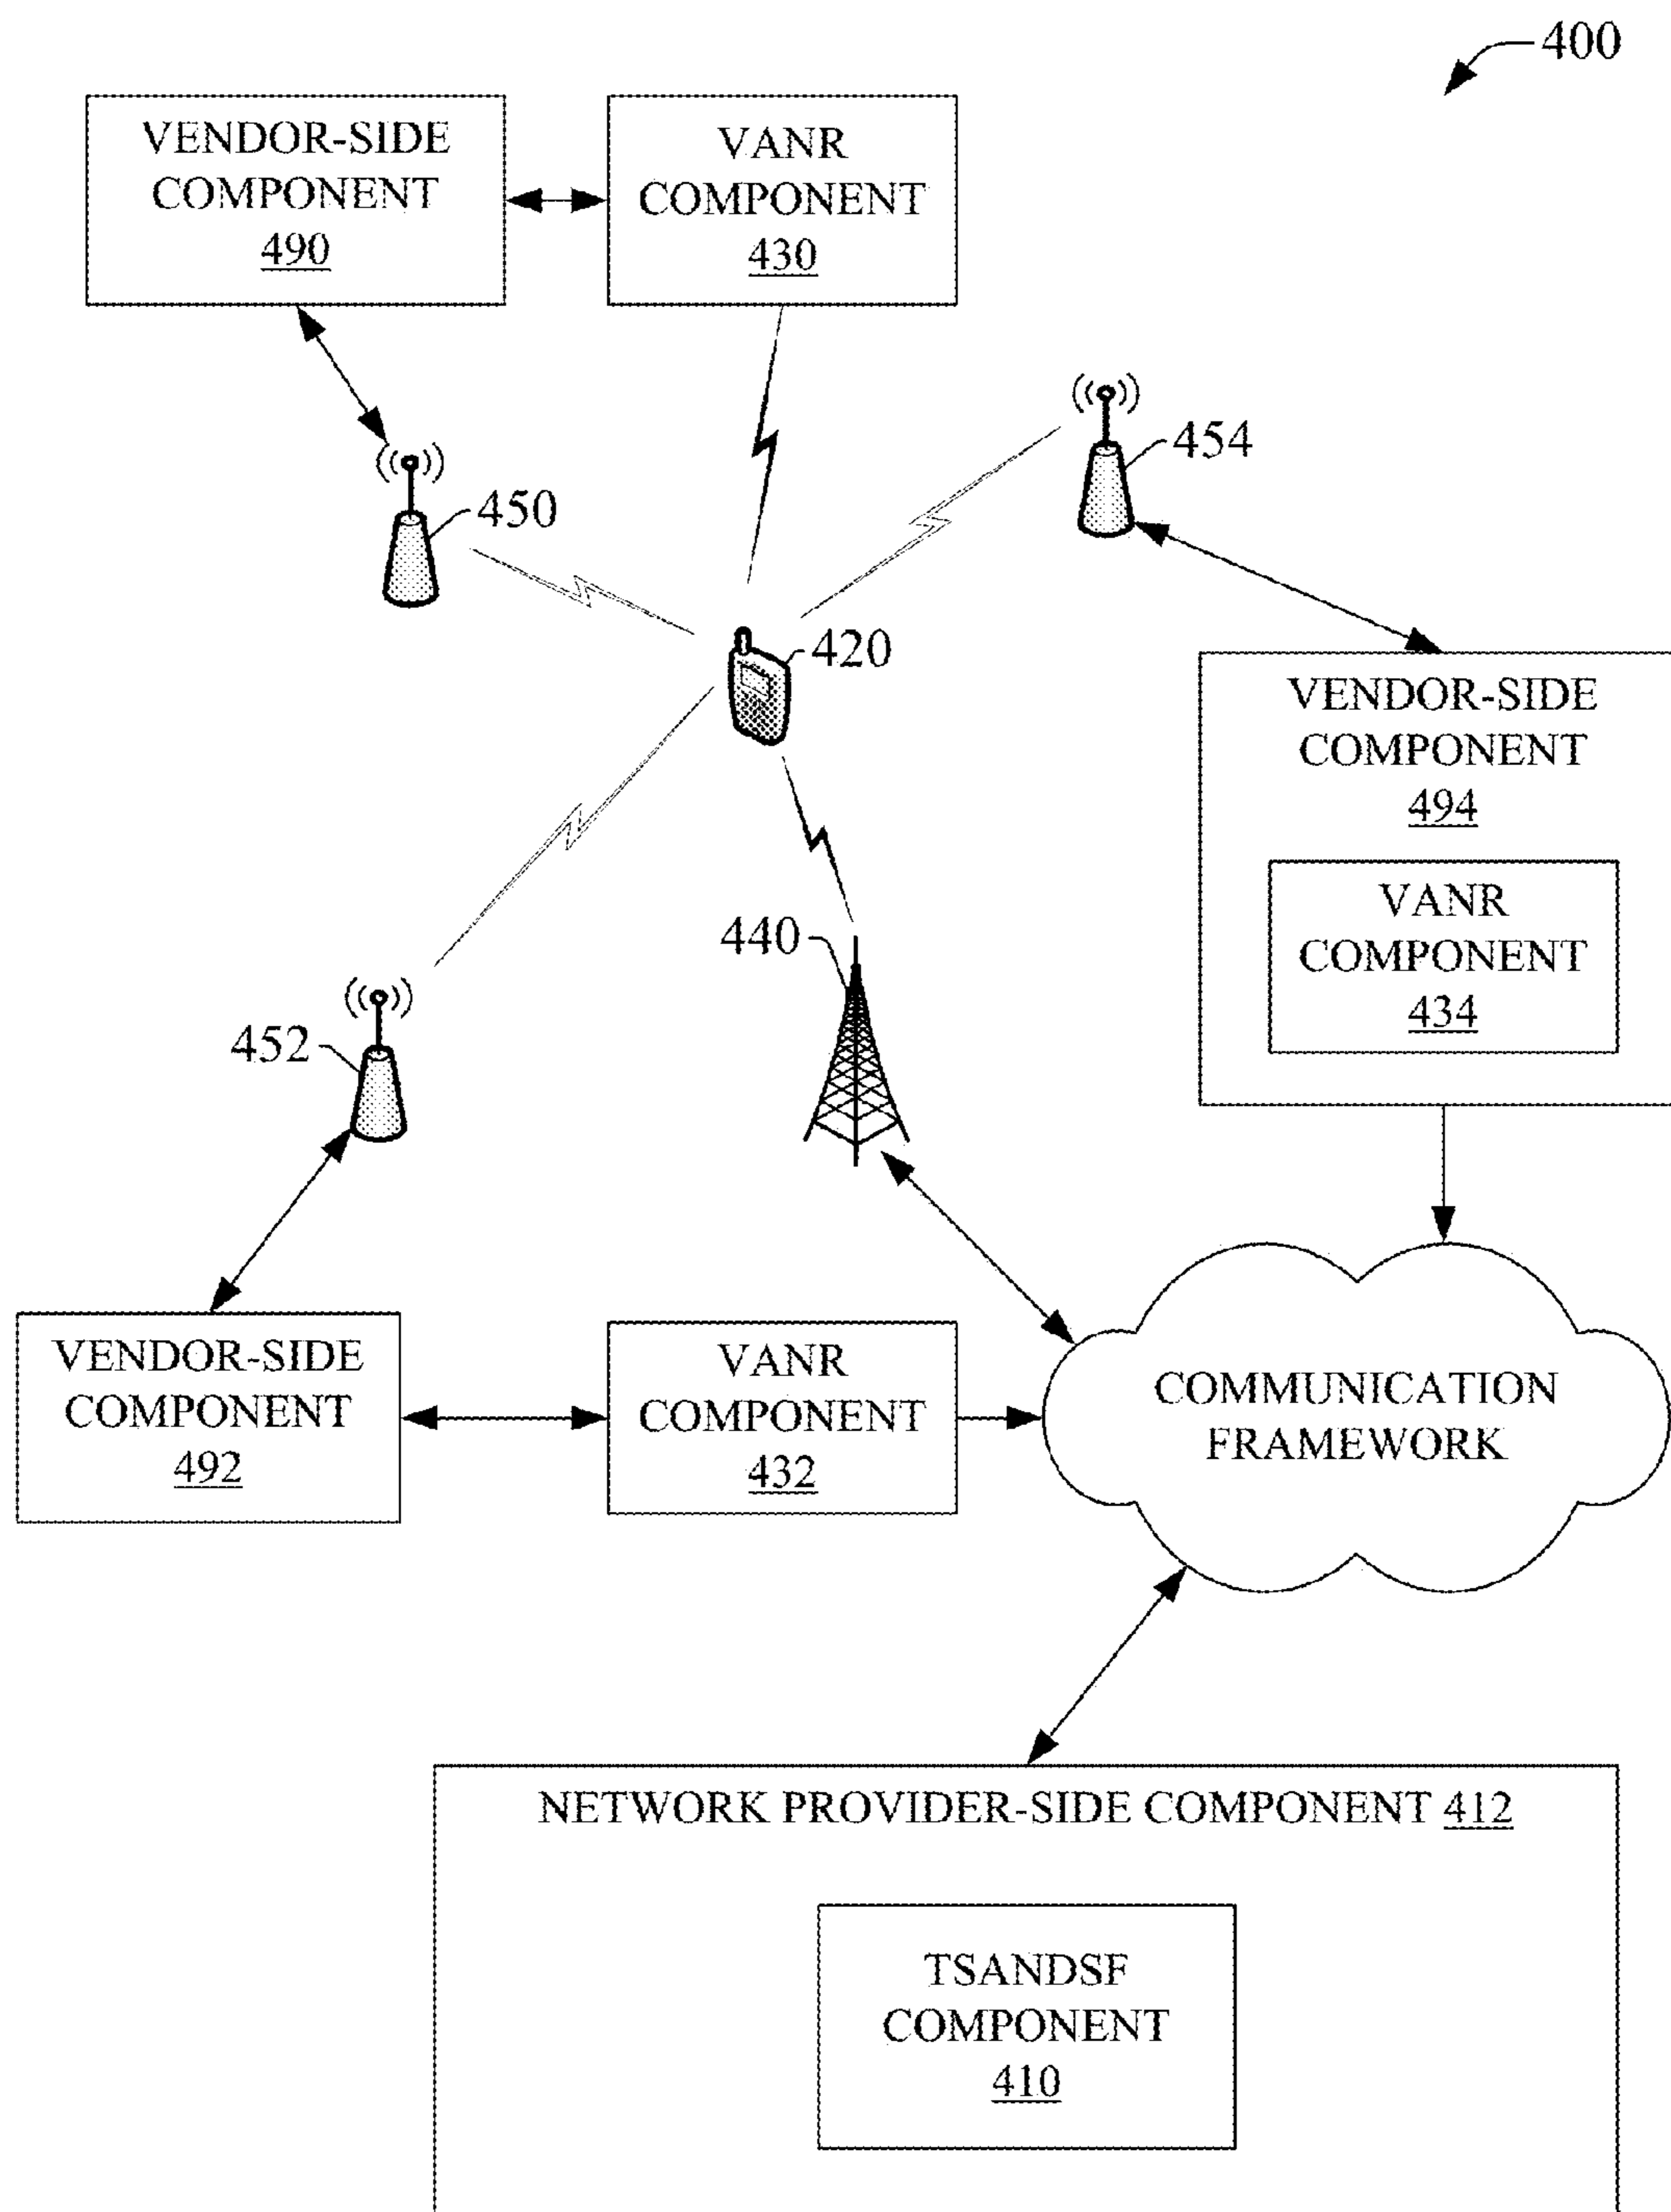 400
VENDOR-SIDE
COMPONENT
490
VANR
COMPONENT
430
454
450
420
VENDOR-SIDE
COMPONENT
494
VANR
COMPONENT
434
440
452
VENDOR-SIDE
COMPONENT
492
VANR
COMPONENT
432
COMMUNICATION
FRAMEWORK
NETWORK PROVIDER-SIDE COMPONENT 412
TSANDSF
COMPONENT
410